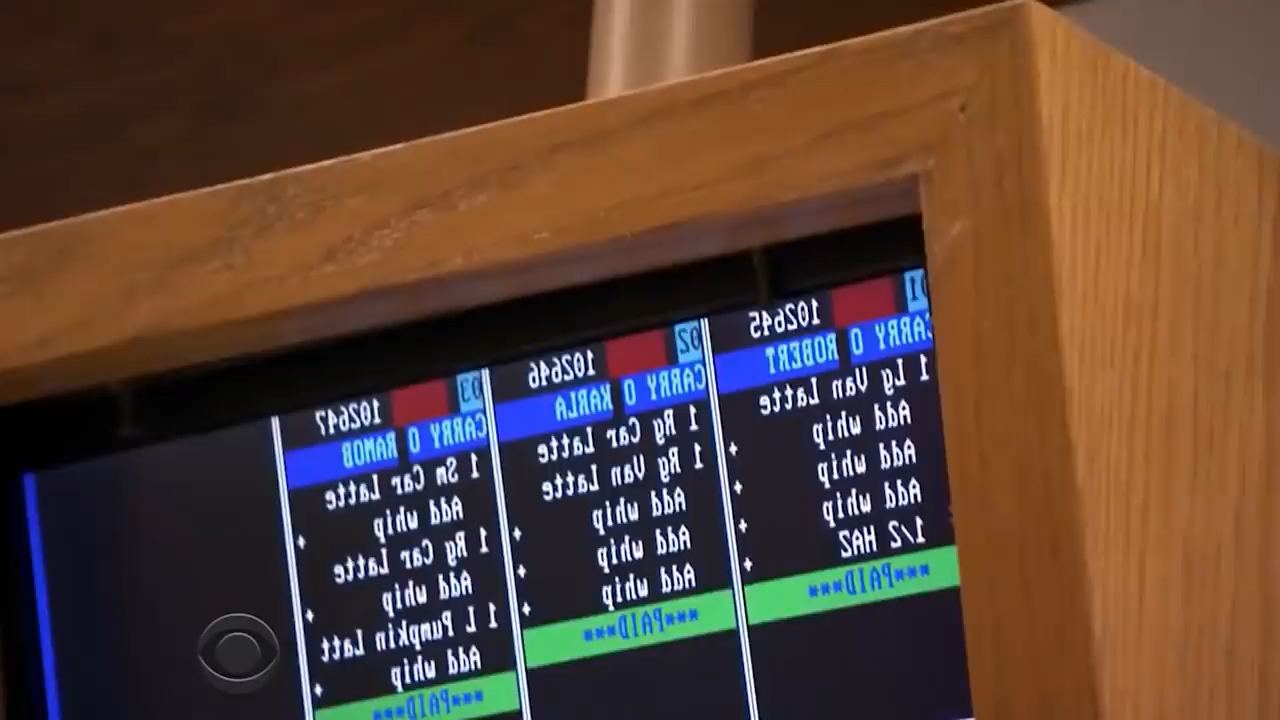 01
102645
CARRY O ROBERT
1 Lg Van Latte
Add whip
Add whip
Add whip
1/2 HAZ
***PAID***
02
102646
CARRY O KARLA
1 Rg Car Latte
1 Rg Van Latte
Add whip
Add whip
Add whip
***PAID***
03
102647
CARRY O RAMOB
1 Sm Car Latte
Add whip
1 Rg Car Latte
Add whip
1 L Pumpkin Latt
Add whip
***PAID***